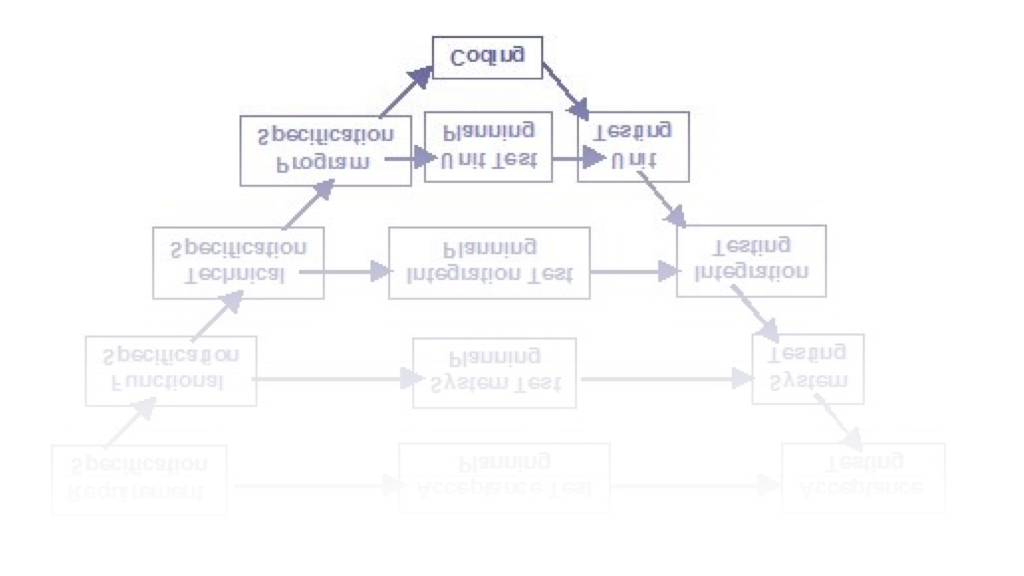 Coding
Program
Specification
Unit Test
Planning
Unit
Testing
Technical
Specification
Integration Test
Planning
Integration
Testing
Functional
Specification
System Test
Planning
System
Testing
Requirement
Specification
Acceptance Test
Planning
Acceptance
Testing